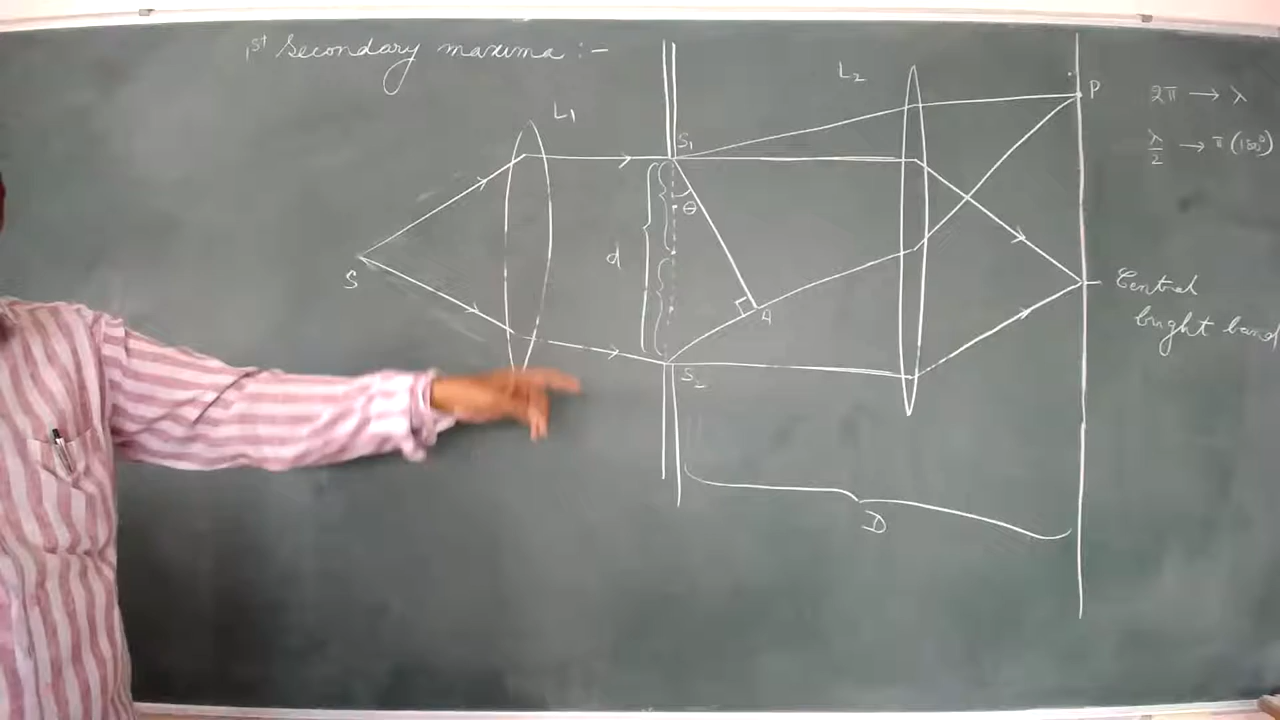 1st Secondary maxima :-
L₁
L₂
S₁
P
2π → λ
λ/2 → π (180°)
θ
d
S
A
Central
bright band
S₂
D